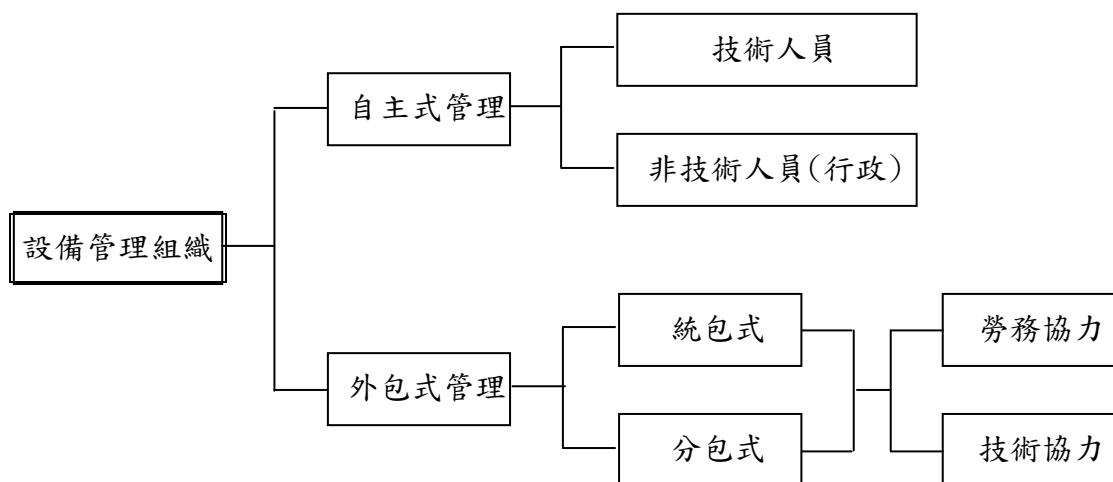 技術人員
自主式管理
非技術人員(行政)
設備管理組織
統包式
勞務協力
外包式管理
分包式
技術協力